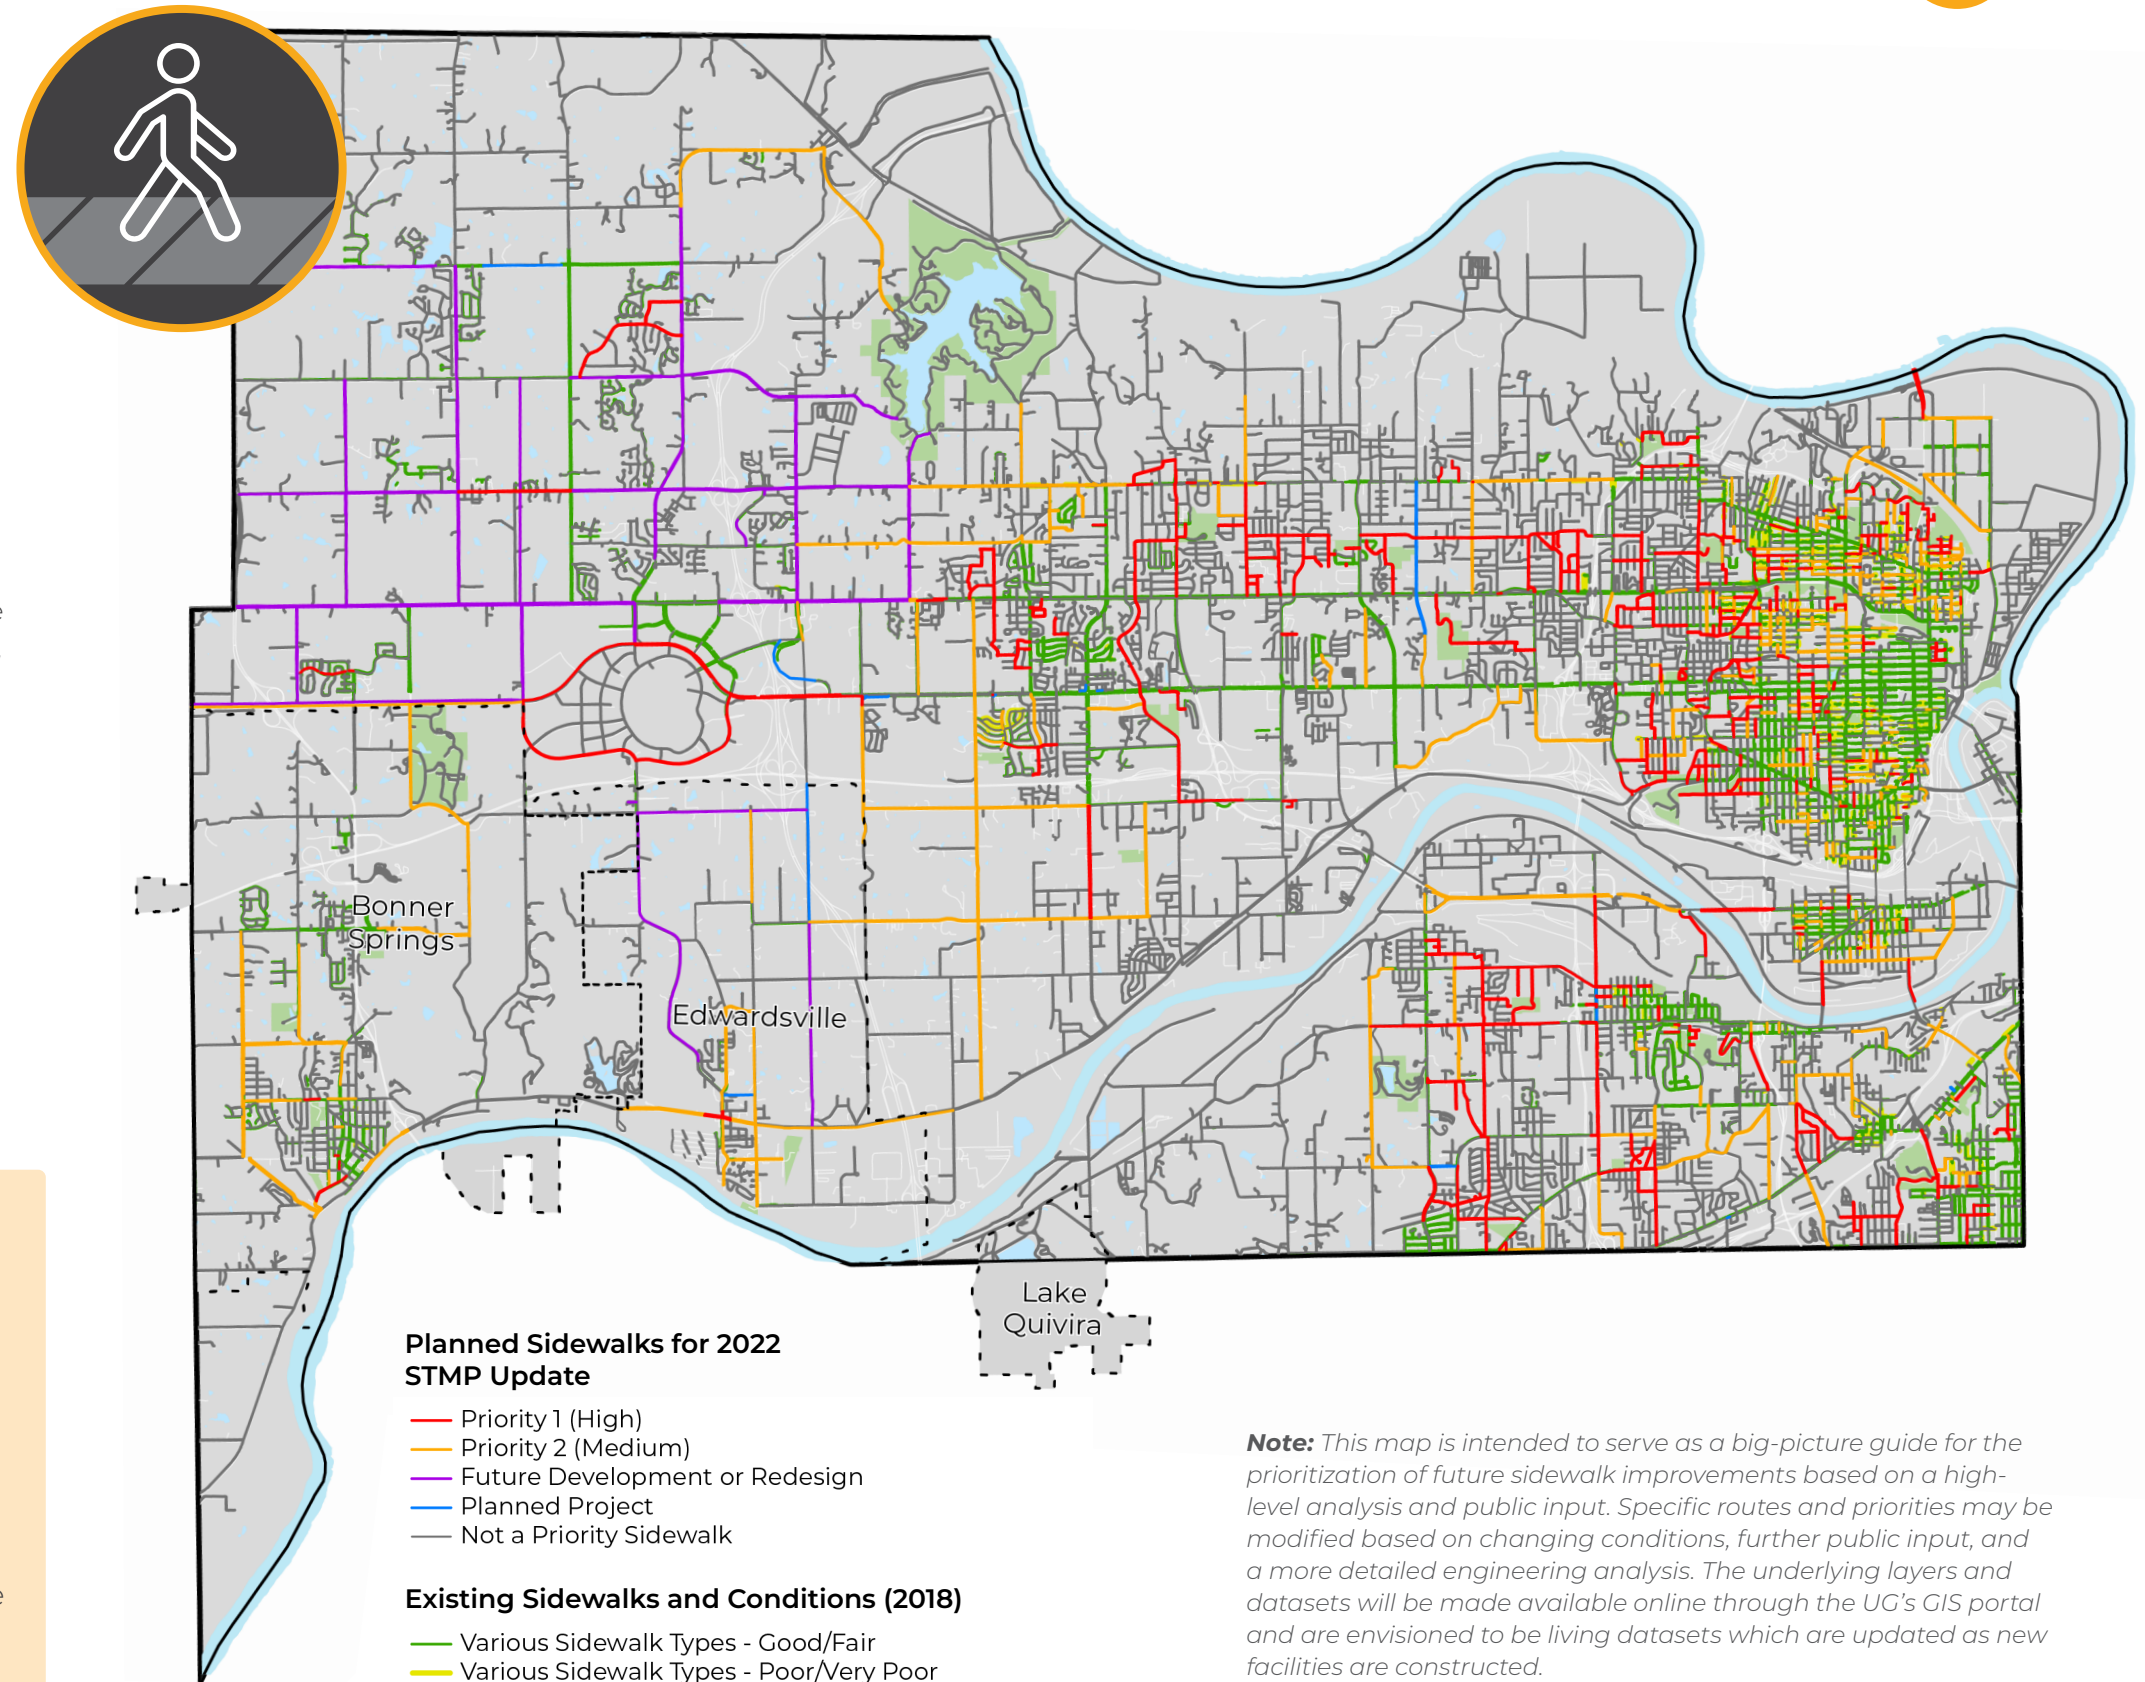 Bonner
Springs
Edwardsville
Lake
Quivira
Planned Sidewalks for 2022
STMP Update
Priority 1 (High)
Priority 2 (Medium)
Future Development or Redesign
Planned Project
Not a Priority Sidewalk
Existing Sidewalks and Conditions (2018)
Various Sidewalk Types - Good/Fair
Various Sidewalk Types - Poor/Very Poor
Note: This map is intended to serve as a big-picture guide for the
prioritization of future sidewalk improvements based on a high-
level analysis and public input. Specific routes and priorities may be
modified based on changing conditions, further public input, and
a more detailed engineering analysis. The underlying layers and
datasets will be made available online through the UG's GIS portal
and are envisioned to be living datasets which are updated as new
facilities are constructed.